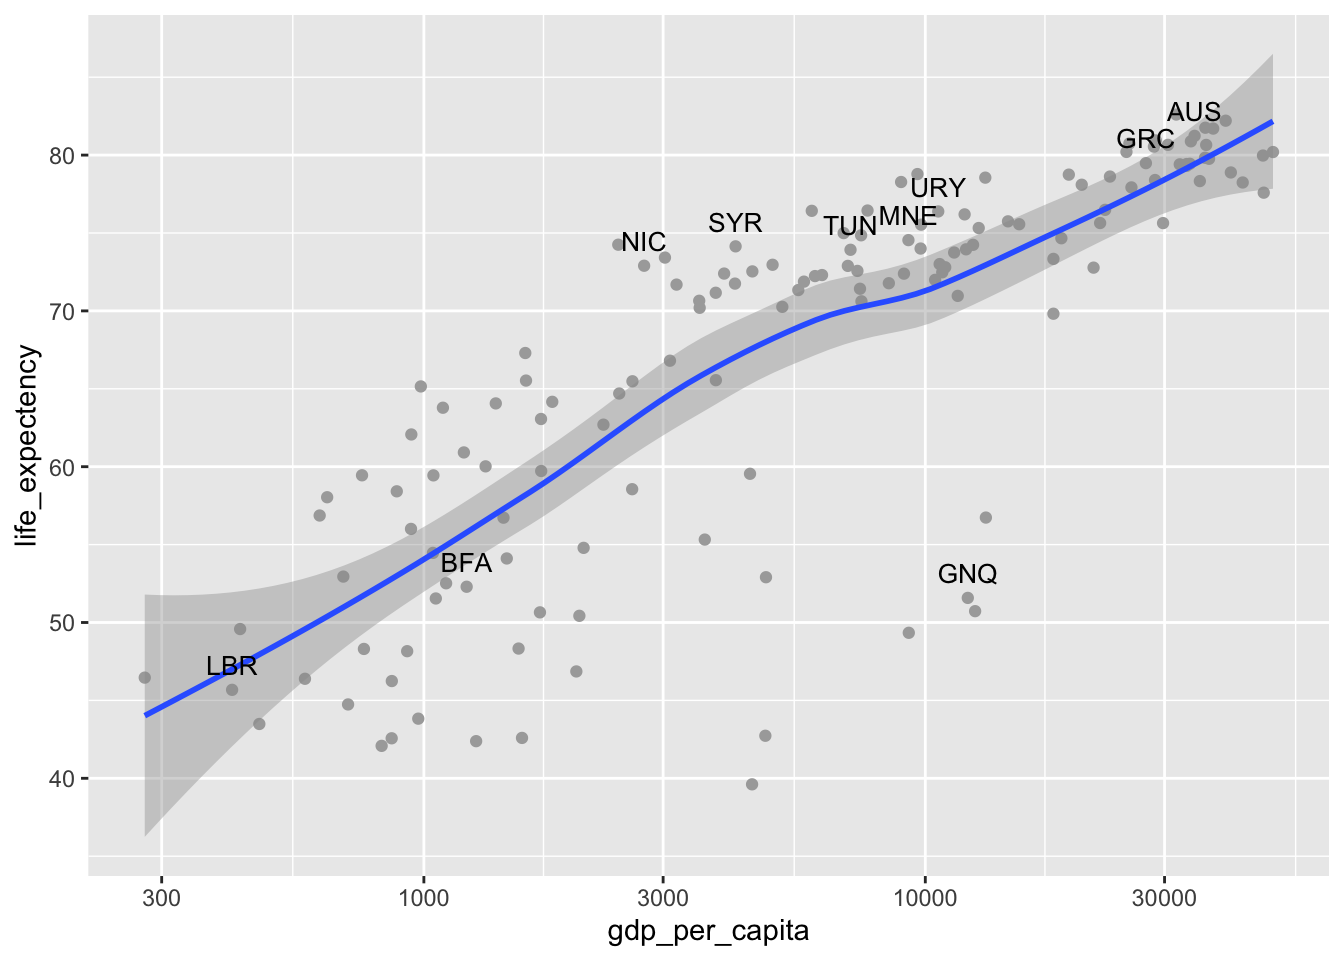 AUS
GRC
80
URY
MNE
TUN
SYR
NIC
70
life_expectency
60
BFA
GNQ
50
LBR
40
300
1000
3000
10000
30000
gdp_per_capita